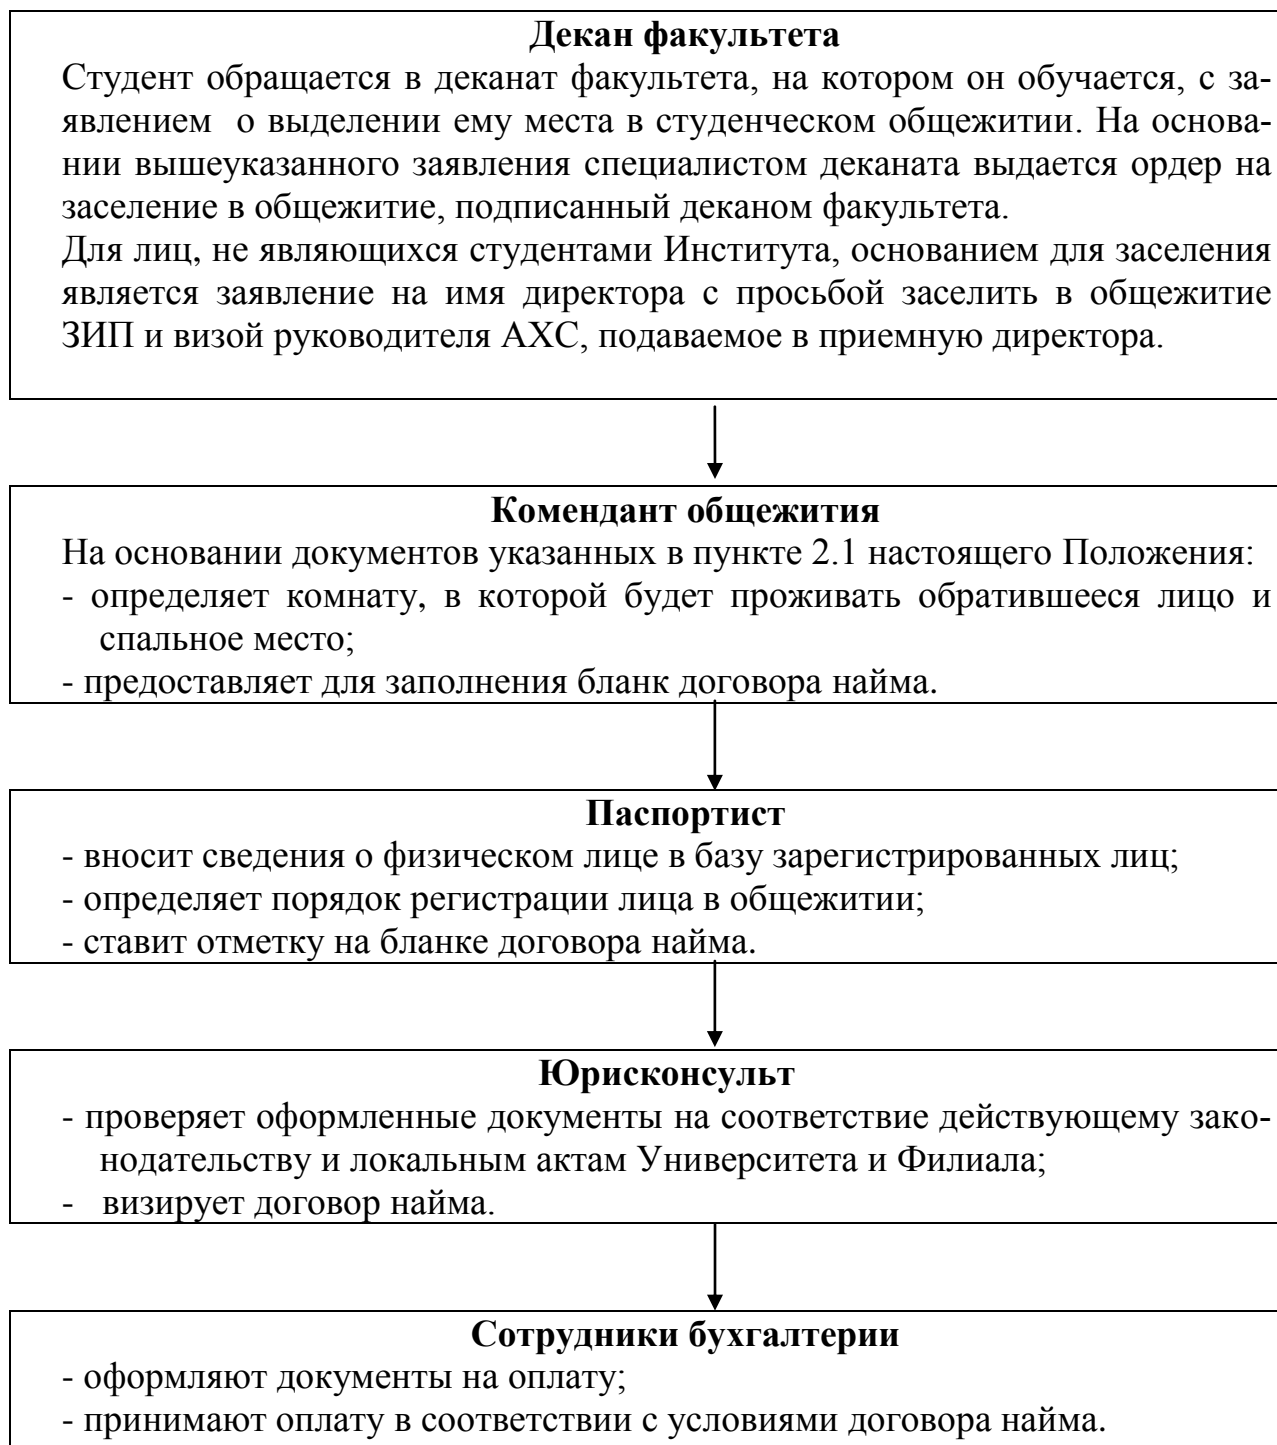 Декан факультета
Студент обращается в деканат факультета, на котором он обучается, с за-
явлением о выделении ему места в студенческом общежитии. На основа-
нии вышеуказанного заявления специалистом деканата выдается ордер на
заселение в общежитие, подписанный деканом факультета.
Для лиц, не являющихся студентами Института, основанием для заселения
является заявление на имя директора с просьбой заселить в общежитие
ЗИП и визой руководителя АХС, подаваемое в приемную директора.
Комендант общежития
На основании документов указанных в пункте 2.1 настоящего Положения:
- определяет комнату, в которой будет проживать обратившееся лицо и
спальное место;
- предоставляет для заполнения бланк договора найма.
Паспортист
- вносит сведения о физическом лице в базу зарегистрированных лиц;
- определяет порядок регистрации лица в общежитии;
- ставит отметку на бланке договора найма.
Юрисконсульт
- проверяет оформленные документы на соответствие действующему зако-
нодательству и локальным актам Университета и Филиала;
- визирует договор найма.
Сотрудники бухгалтерии
- оформляют документы на оплату;
- принимают оплату в соответствии с условиями договора найма.